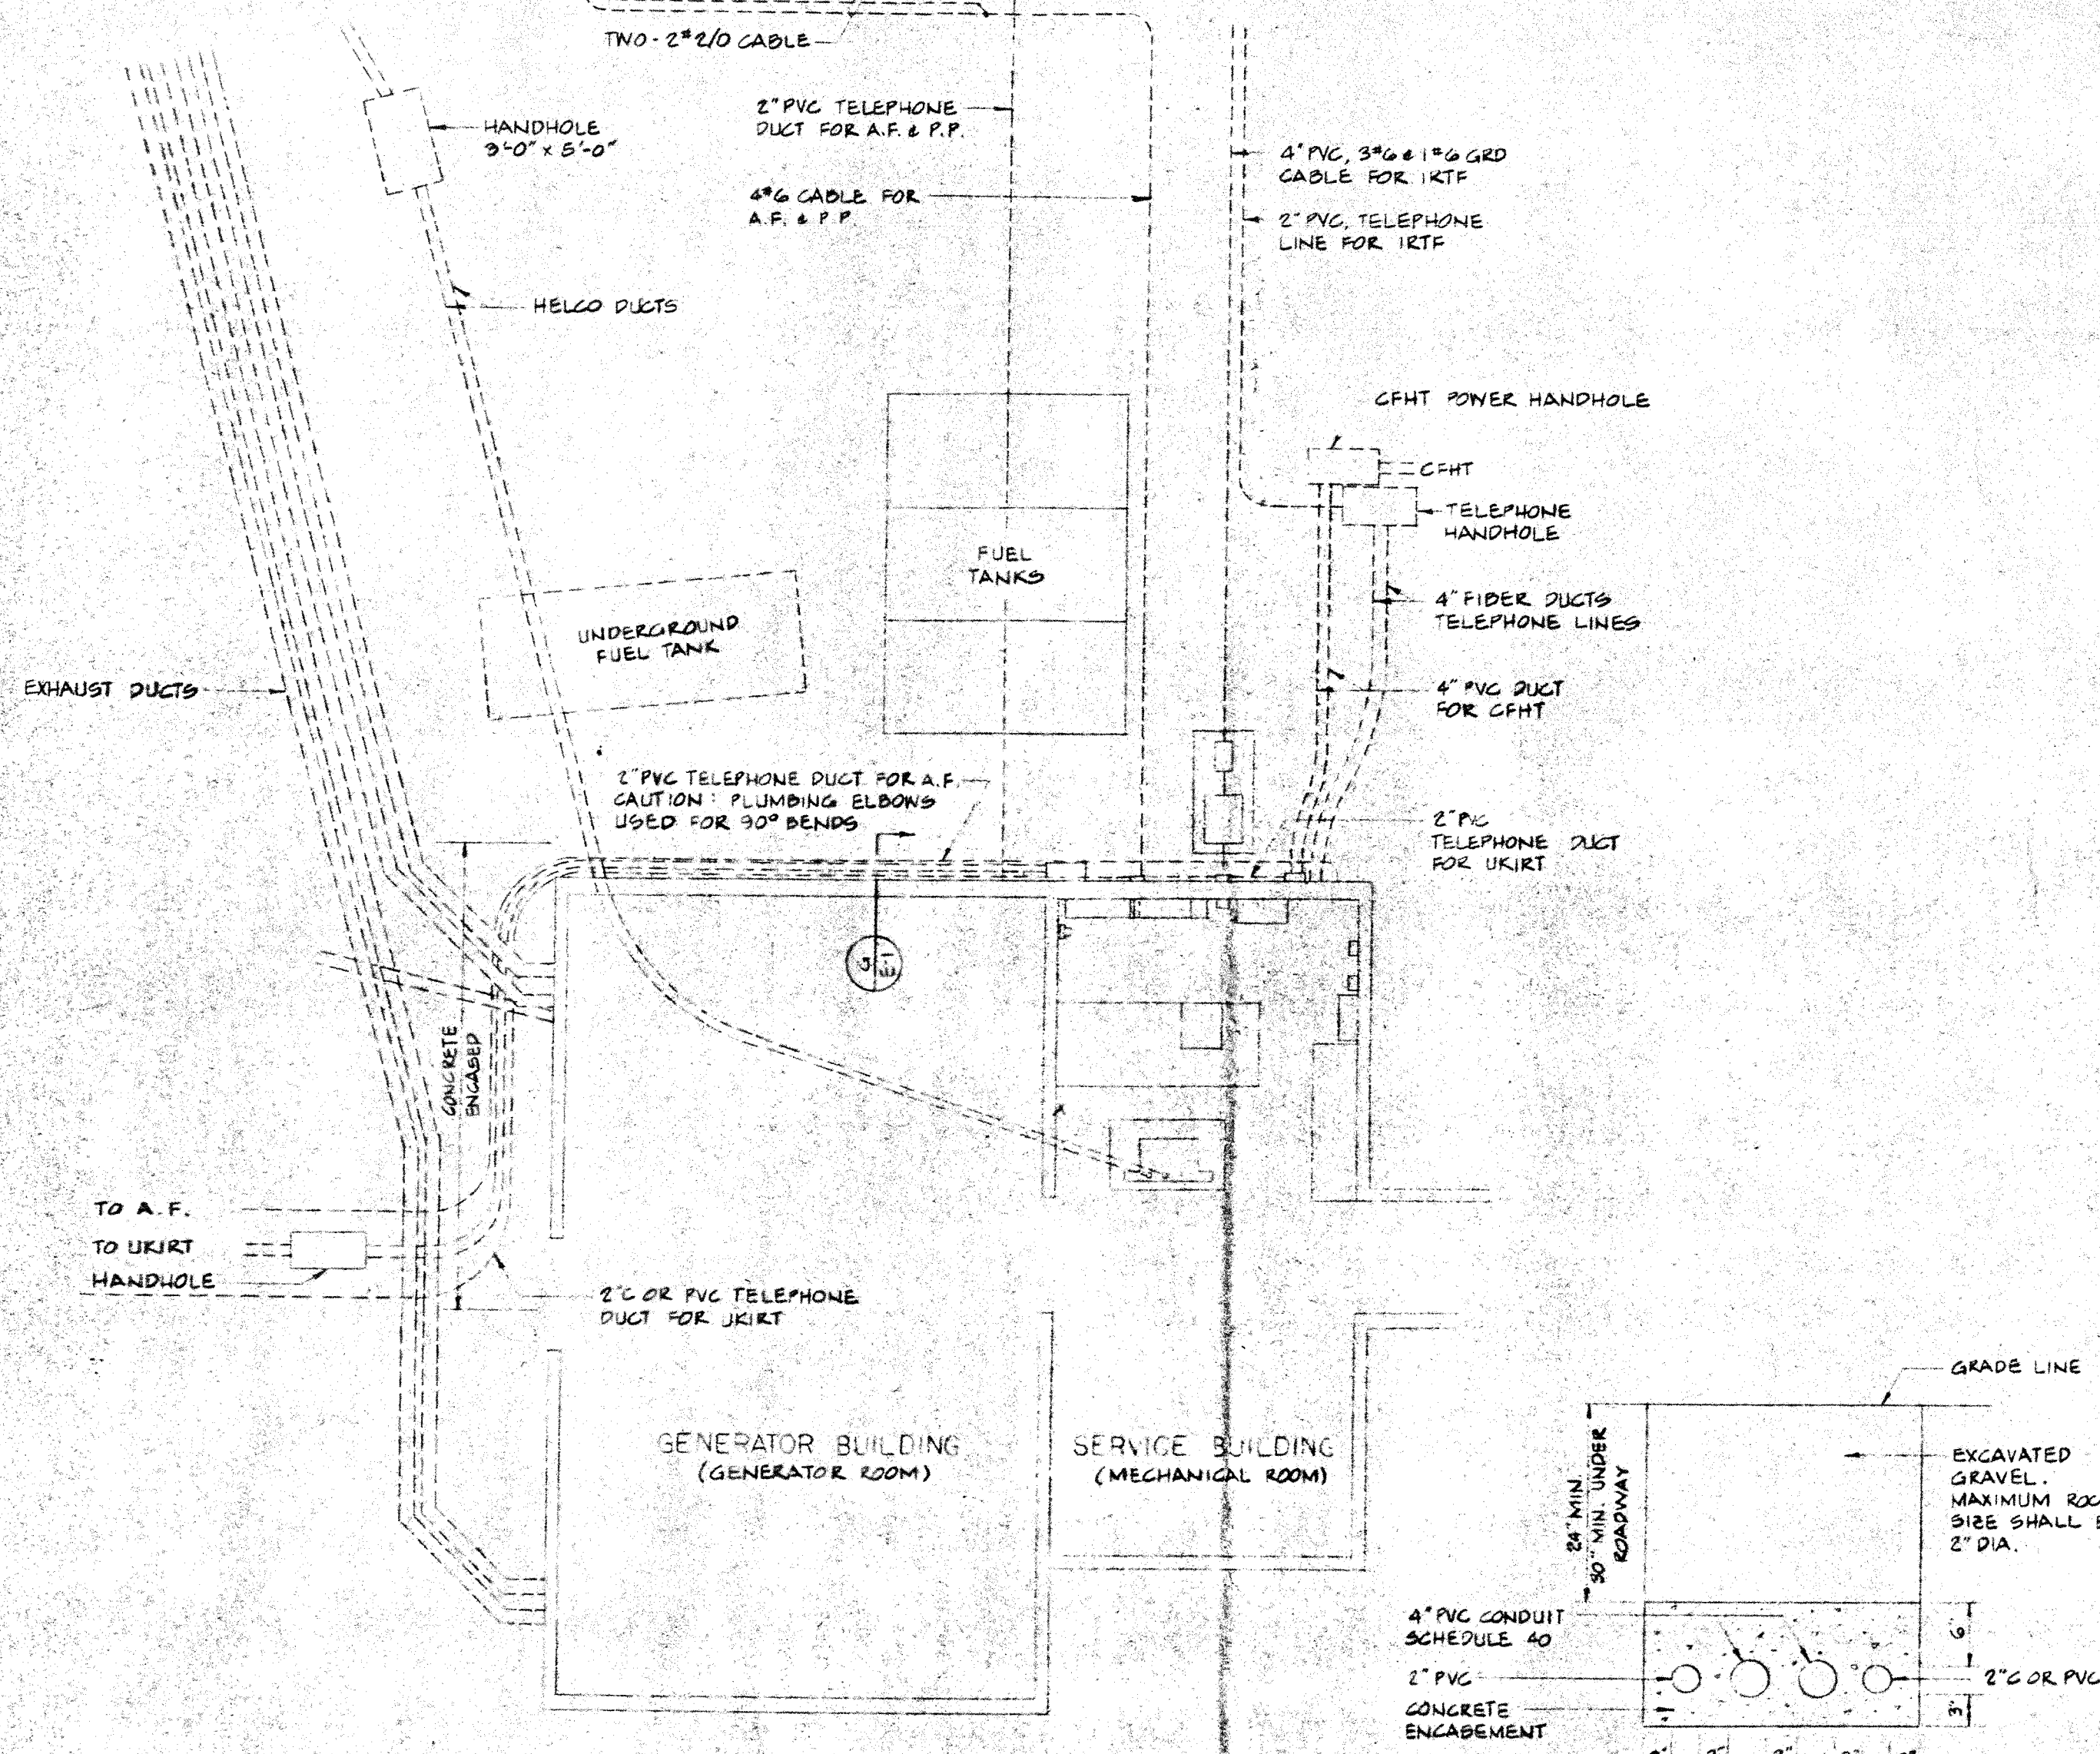 TWO - 2#2/0 CABLE
HANDHOLE
3'-0" x 5'-0"
2" PVC TELEPHONE
DUCT FOR A.F. & P.P.
4" PVC, 3#6 & 1#6 GRD
CABLE FOR IRTF
4#6 CABLE FOR
A.F. & P.P.
2" PVC, TELEPHONE
LINE FOR IRTF
HELCO DUCTS
CFHT POWER HANDHOLE
CFHT
TELEPHONE
HANDHOLE
FUEL
TANKS
4" FIBER DUCTS
TELEPHONE LINES
UNDERGROUND
FUEL TANK
EXHAUST DUCTS
4" PVC DUCT
FOR CFHT
2" PVC TELEPHONE DUCT FOR A.F.
CAUTION: PLUMBING ELBOWS
USED FOR 90° BENDS
2" PVC
TELEPHONE DUCT
FOR UKIRT
CONCRETE
ENCASED
TO A.F.
TO UKIRT
HANDHOLE
2"C OR PVC TELEPHONE
DUCT FOR UKIRT
GENERATOR BUILDING
(GENERATOR ROOM)
SERVICE BUILDING
(MECHANICAL ROOM)
GRADE LINE
24" MIN.
30" MIN. UNDER
ROADWAY
EXCAVATED
GRAVEL.
MAXIMUM
SIZE SHALL
2" DIA.
4" PVC CONDUIT
SCHEDULE 40
6"
2" PVC
2"C OR PVC
CONCRETE
ENCASEMENT
3"